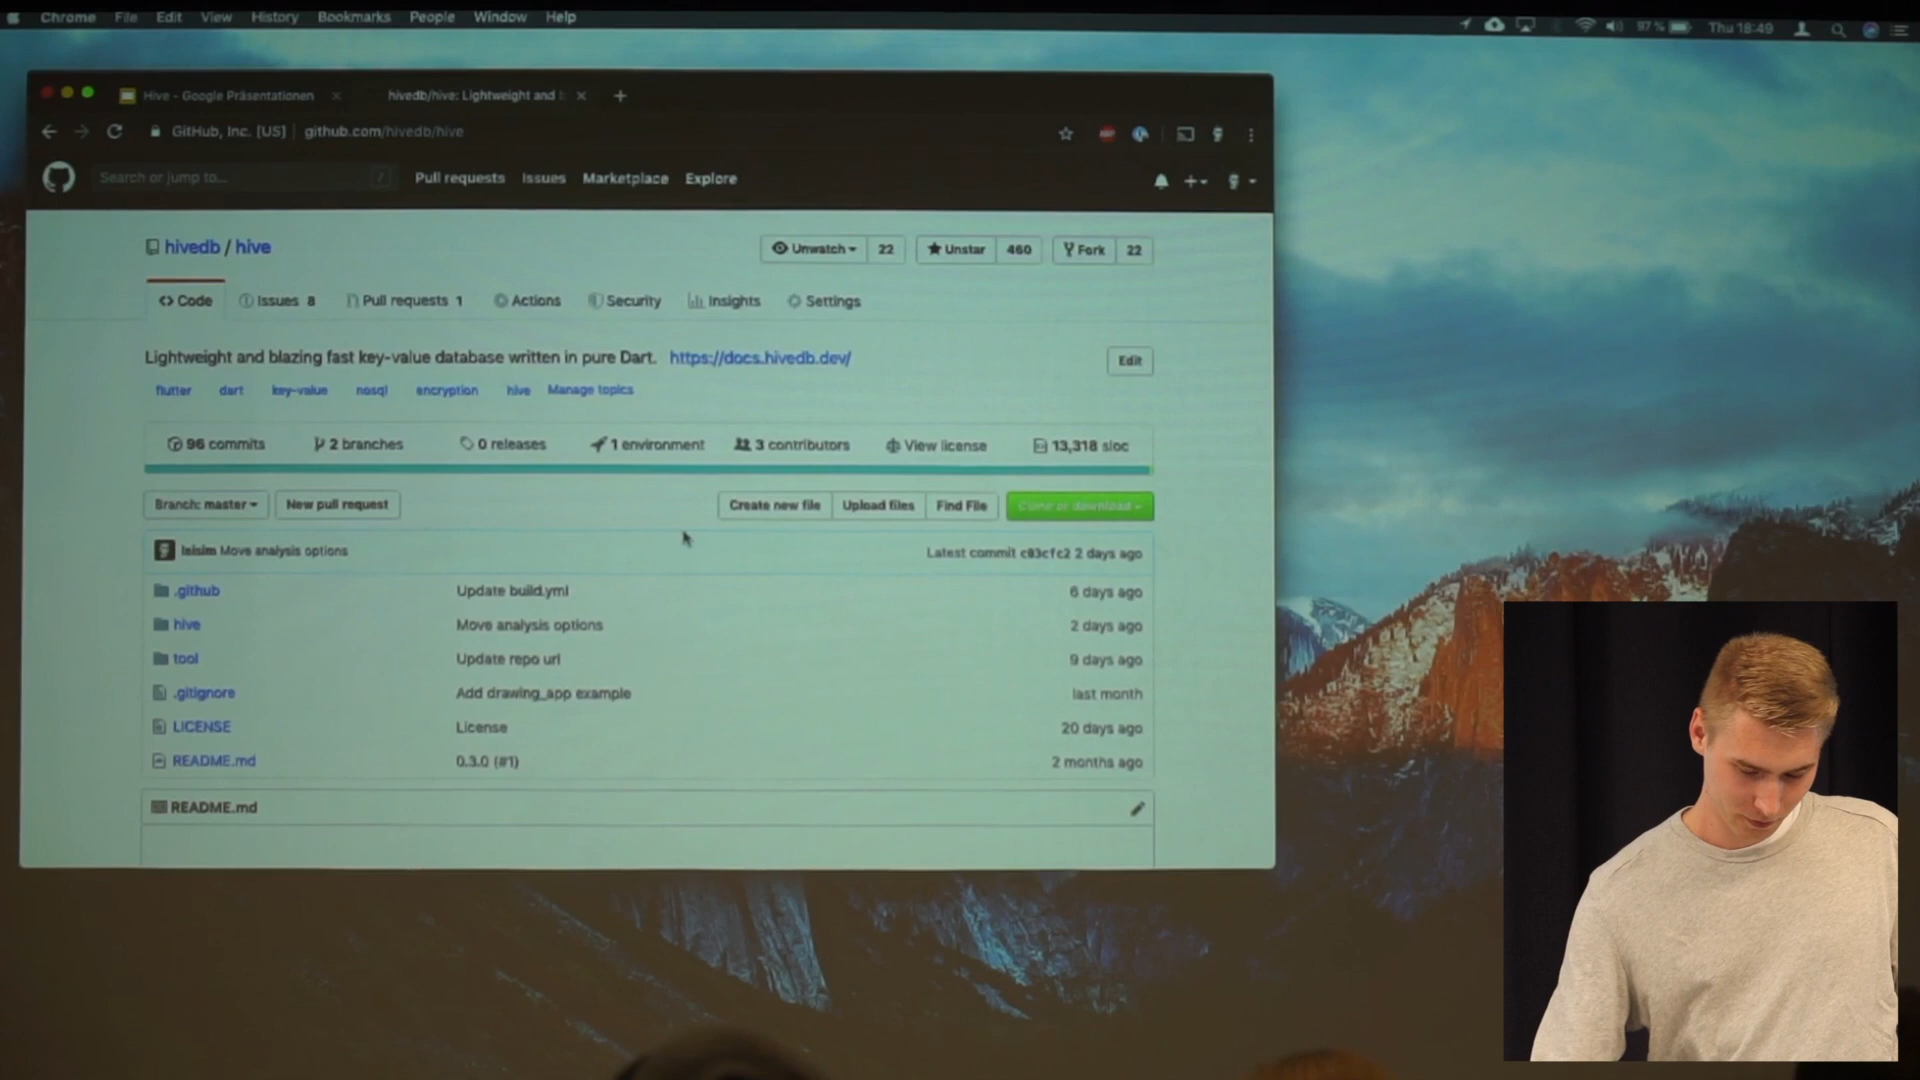 Chrome File Edit View History Bookmarks People Window Help
97% Thu 18:49
Hive - Google Präsentationen
hivedb/hive: Lightweight and
GitHub, Inc. [US] github.com/hivedb/hive
Search or jump to... /
Pull requests Issues Marketplace Explore
hivedb / hive
Unwatch 22 Unstar 460 Fork 22
Code Issues 8 Pull requests 1 Actions Security Insights Settings
Lightweight and blazing fast key-value database written in pure Dart. https://docs.hivedb.dev/
Edit
flutter dart key-value nosql encryption hive Manage topics
96 commits 2 branches 0 releases 1 environment 3 contributors View license 13,318 sloc
Branch: master New pull request Create new file Upload files Find File Clone or download
leisim Move analysis options Latest commit c03cfc2 2 days ago
.github Update build.yml 6 days ago
hive Move analysis options 2 days ago
tool Update repo url 9 days ago
.gitignore Add drawing_app example last month
LICENSE License 20 days ago
README.md 0.3.0 (#1) 2 months ago
README.md